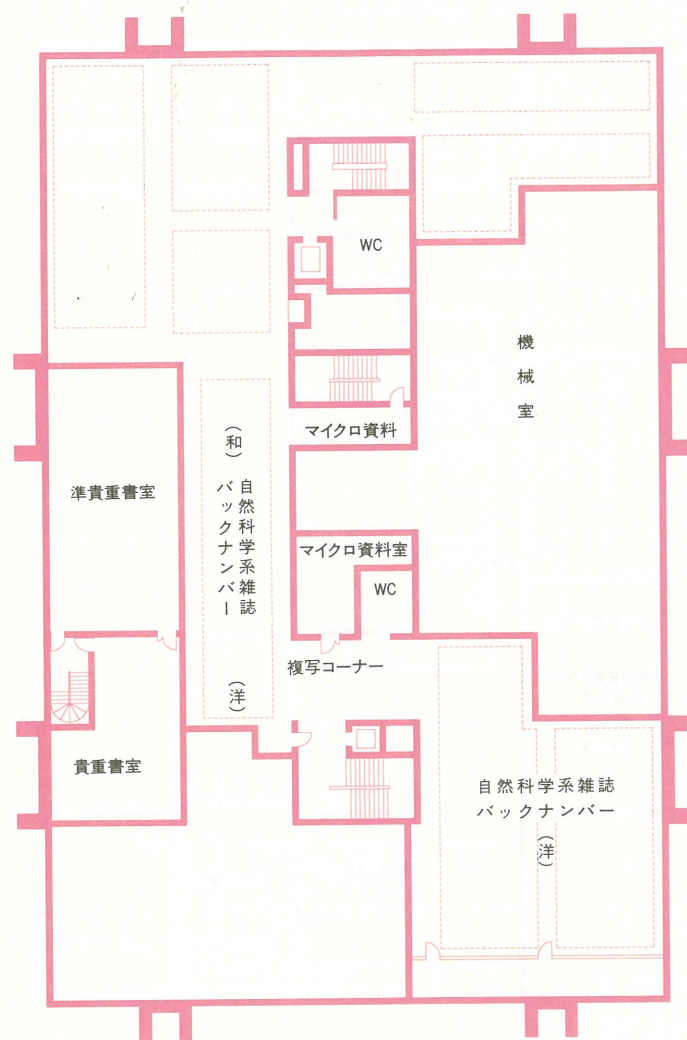 WC
機械室
マイクロ資料
準貴重書室
(和) 自然科学系雑誌
バックナンバー (洋)
マイクロ資料室
WC
複写コーナー
貴重書室
自然科学系雑誌
バックナンバー
(洋)